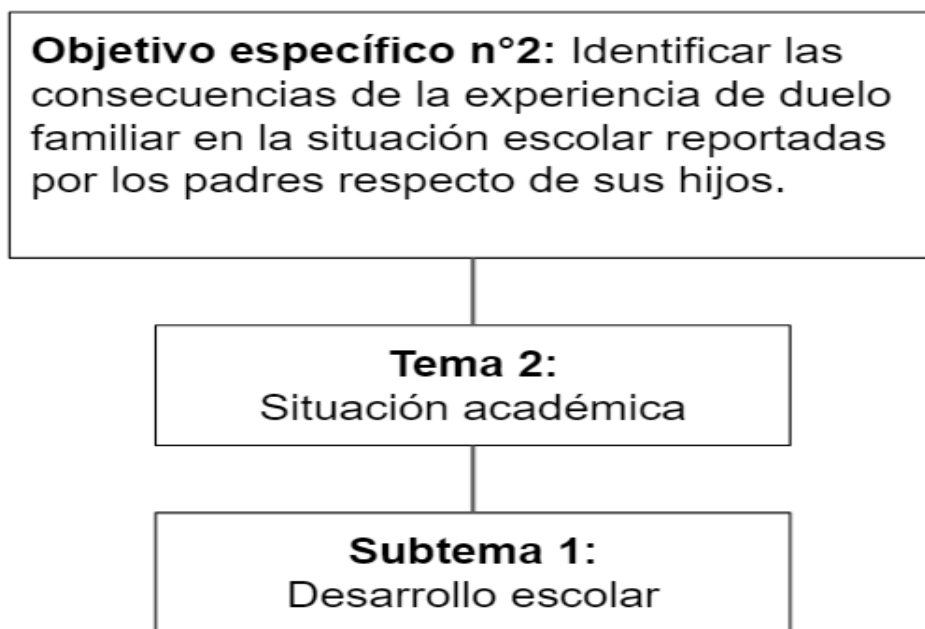 Objetivo específico n°2: Identificar las
consecuencias de la experiencia de duelo
familiar en la situación escolar reportadas
por los padres respecto de sus hijos.
Tema 2:
Situación académica
Subtema 1:
Desarrollo escolar